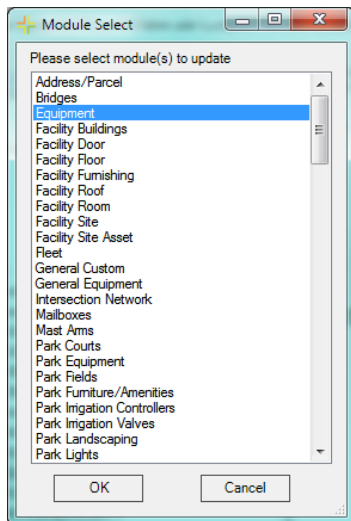 Module Select
Please select module(s) to update
Address/Parcel
Bridges
Equipment
Facility Buildings
Facility Door
Facility Floor
Facility Furnishing
Facility Roof
Facility Room
Facility Site
Facility Site Asset
Fleet
General Custom
General Equipment
Intersection Network
Mailboxes
Mast Arms
Park Courts
Park Equipment
Park Fields
Park Furniture/Amenities
Park Irrigation Controllers
Park Irrigation Valves
Park Landscaping
Park Lights
OK
Cancel